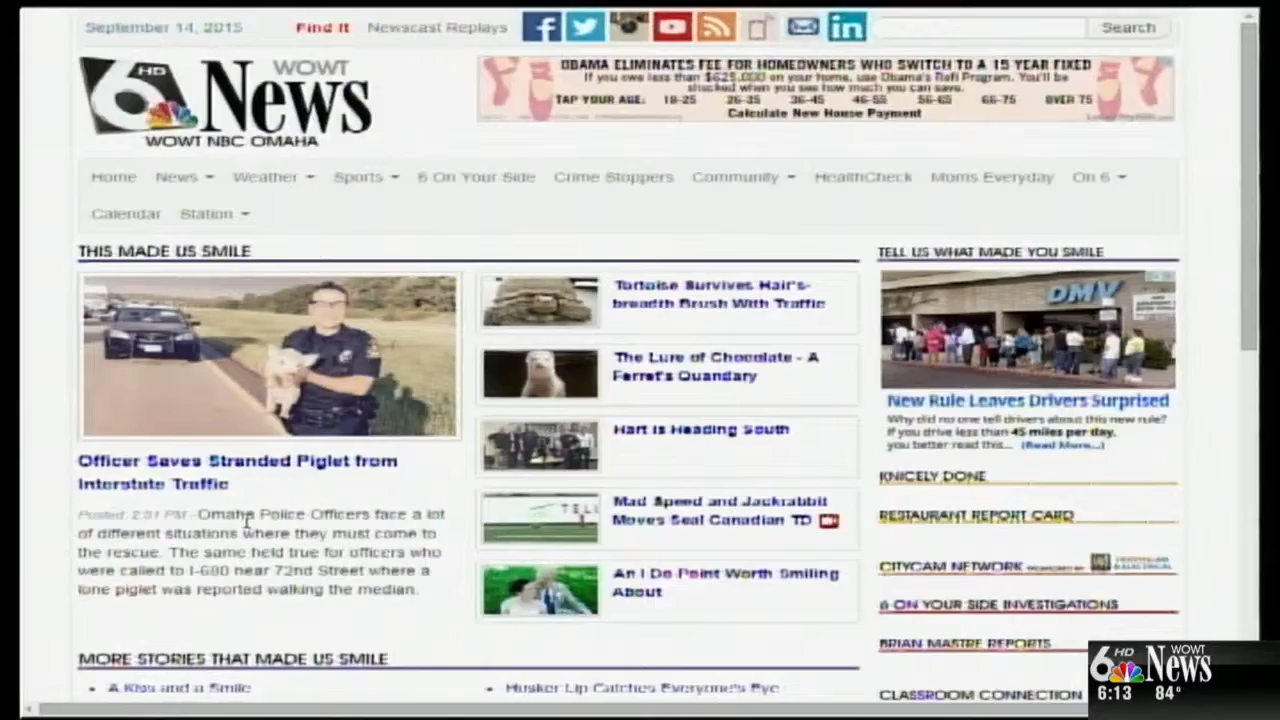 September 14, 2015 Find It Newscast Replays Search
6 HD WOWT News
WOWT NBC OMAHA
OBAMA ELIMINATES FEE FOR HOMEOWNERS WHO SWITCH TO A 15 YEAR FIXED
If you owe less than $625,000 on your home, use Obama's Refi Program. You'll be
shocked when you see how much you can save.
TAP YOUR AGE: 18-25 26-35 36-45 46-55 56-65 66-75 OVER 75
Calculate New House Payment
Home News Weather Sports 6 On Your Side Crime Stoppers Community HealthCheck Moms Everyday On 6
Calendar Station
THIS MADE US SMILE
Officer Saves Stranded Piglet from
Interstate Traffic
Posted: 2:31 PM - Omaha Police Officers face a lot
of different situations where they must come to
the rescue. The same held true for officers who
were called to I-680 near 72nd Street where a
lone piglet was reported walking the median.
Tortoise Survives Hair's-
breadth Brush With Traffic
The Lure of Chocolate - A
Ferret's Quandary
Hart is Heading South
Mad Speed and Jackrabbit
Moves Seal Canadian TD
An I Do Point Worth Smiling
About
TELL US WHAT MADE YOU SMILE
DMV
New Rule Leaves Drivers Surprised
Why did no one tell drivers about this new rule?
If you drive less than 45 miles per day,
you better read this... (Read More...)
KNICELY DONE
RESTAURANT REPORT CARD
CITYCAM NETWORK
6 ON YOUR SIDE INVESTIGATIONS
BRIAN MASTRE REPORTS
CLASSROOM CONNECTION
MORE STORIES THAT MADE US SMILE
A Kiss and a Smile
Husker Lip Catches Everyone's Eye
6 HD WOWT News
6:13 84°